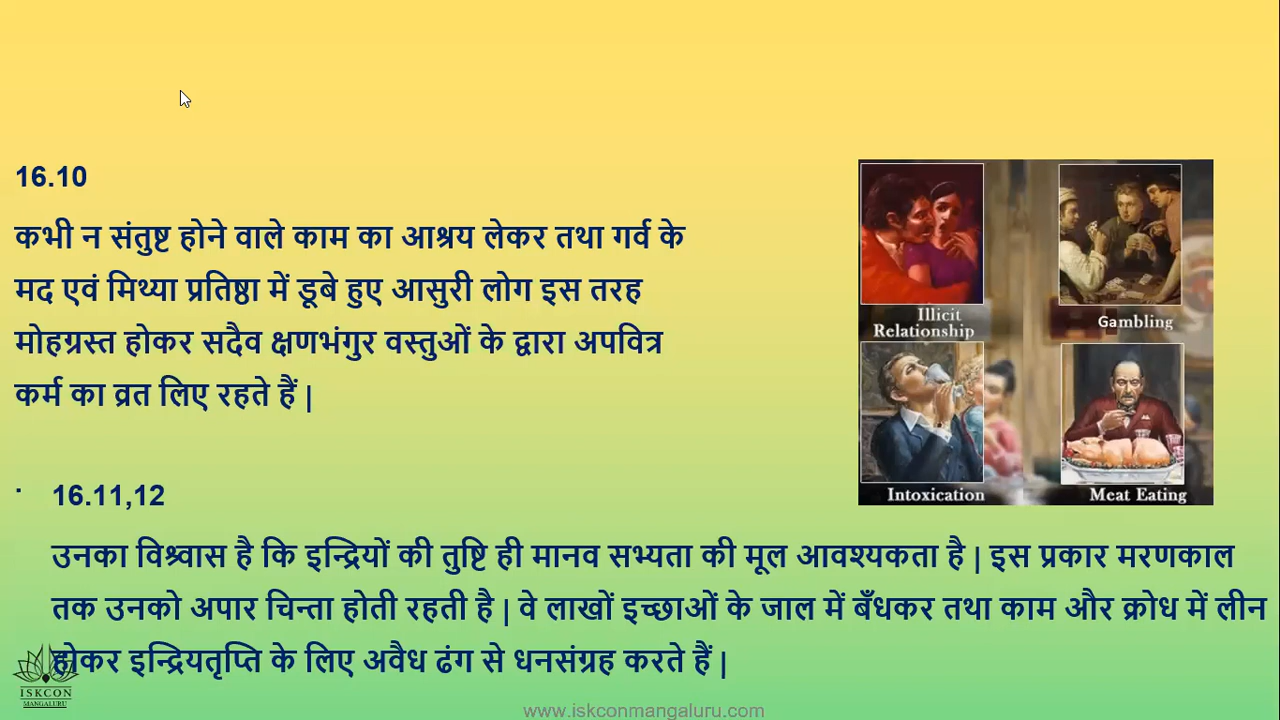 16.10
कभी न संतुष्ट होने वाले काम का आश्रय लेकर तथा गर्व के
मद एवं मिथ्या प्रतिष्ठा में डूबे हुए आसुरी लोग इस तरह
मोहग्रस्त होकर सदैव क्षणभंगुर वस्तुओं के द्वारा अपवित्र
कर्म का व्रत लिए रहते हैं |
Illicit
Relationship
Gambling
Intoxication
Meat Eating
16.11,12
उनका विश्र्वास है कि इन्द्रियों की तुष्टि ही मानव सभ्यता की मूल आवश्यकता है | इस प्रकार मरणकाल
तक उनको अपार चिन्ता होती रहती है | वे लाखों इच्छाओं के जाल में बँधकर तथा काम और क्रोध में लीन
होकर इन्द्रियतृप्ति के लिए अवैध ढंग से धनसंग्रह करते हैं |
ISKCON
MANGALURU
www.iskconmangaluru.com